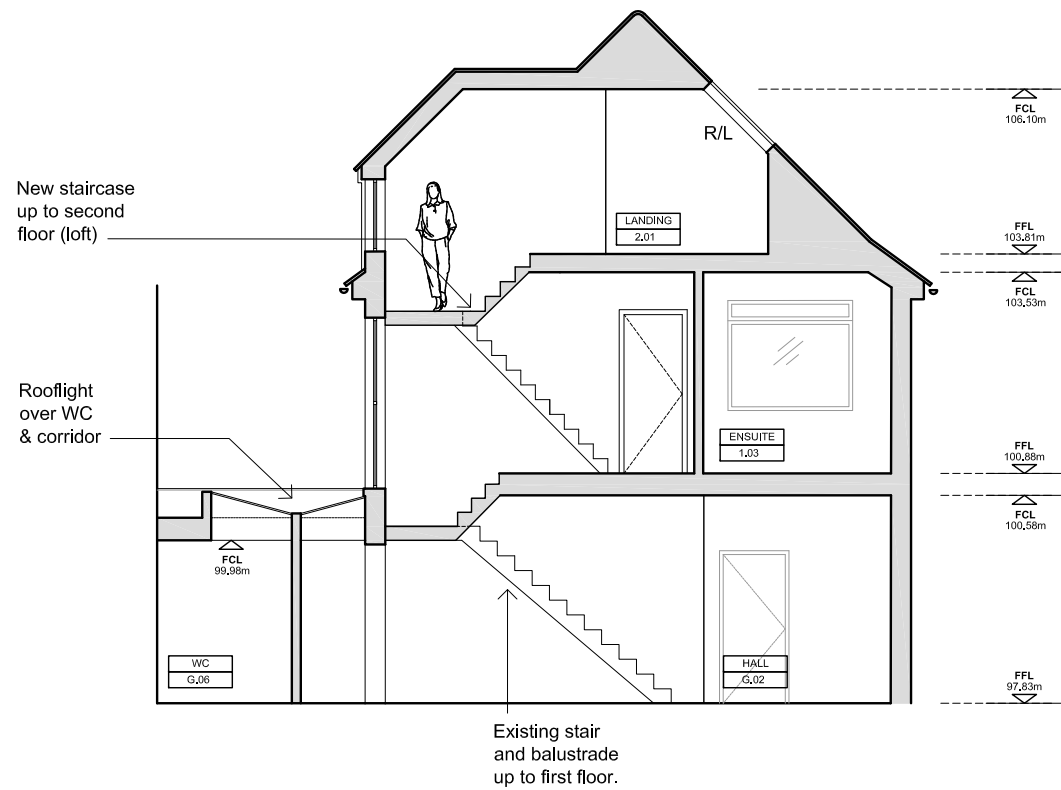 FCL
106.10m
R/L
New staircase
up to second
floor (loft)
LANDING
2.01
FFL
103.81m
FCL
103.53m
Rooflight
over WC
& corridor
ENSUITE
1.03
FFL
100.88m
FCL
100.58m
FCL
99.98m
WC
G.06
HALL
G.02
FFL
97.83m
Existing stair
and balustrade
up to first floor.